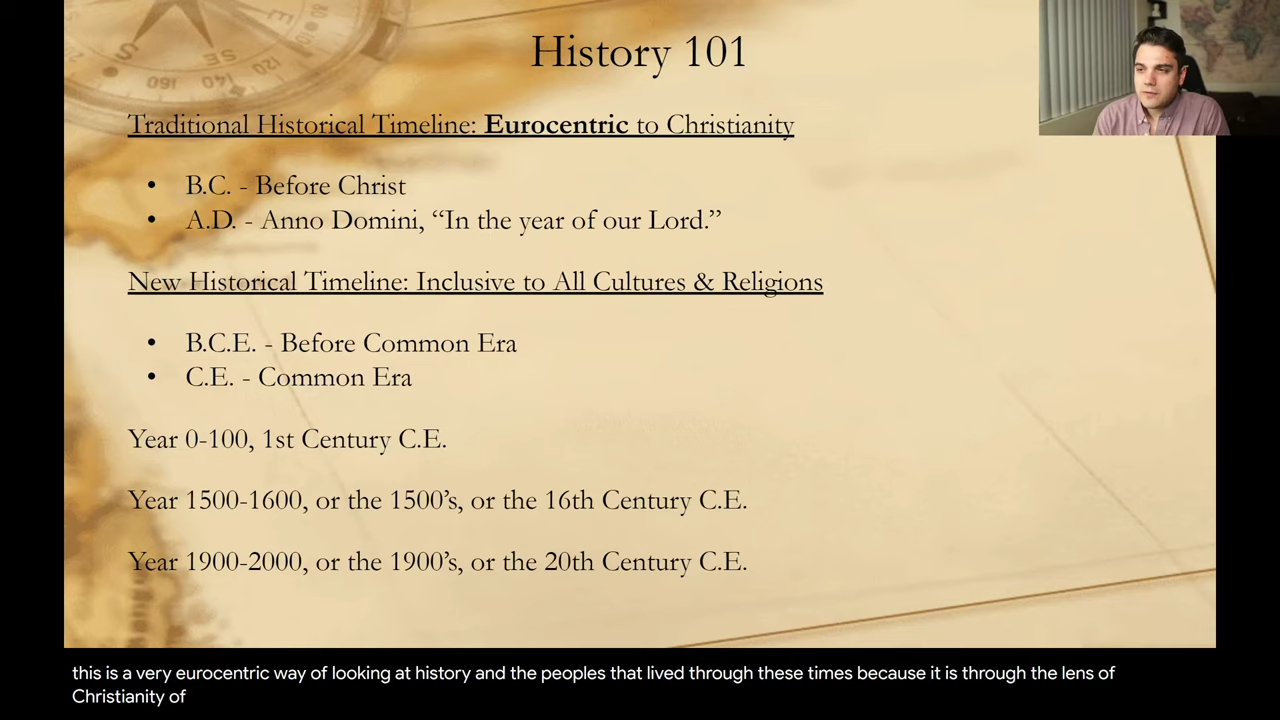 History 101
Traditional Historical Timeline: Eurocentric to Christianity
• B.C. - Before Christ
• A.D. - Anno Domini, “In the year of our Lord.”
New Historical Timeline: Inclusive to All Cultures & Religions
• B.C.E. - Before Common Era
• C.E. - Common Era
Year 0-100, 1st Century C.E.
Year 1500-1600, or the 1500’s, or the 16th Century C.E.
Year 1900-2000, or the 1900’s, or the 20th Century C.E.
this is a very eurocentric way of looking at history and the peoples that lived through these times because it is through the lens of
Christianity of